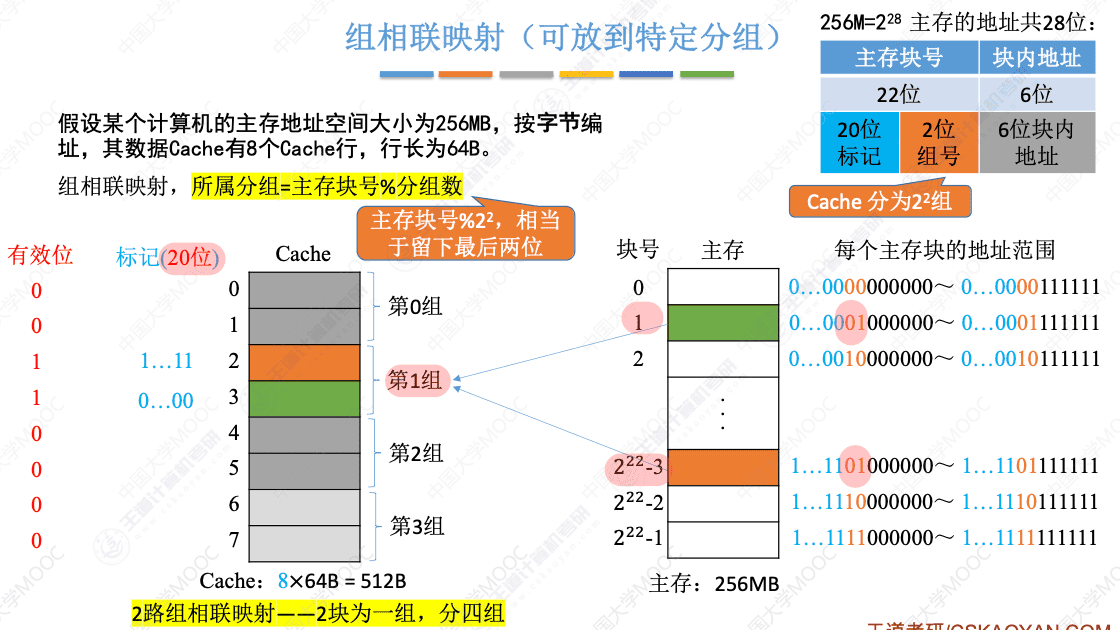 组相联映射（可放到特定分组）
256M=2²⁸ 主存的地址共28位：
主存块号 块内地址
22位 6位
20位标记 2位组号 6位块内地址
Cache 分为2²组
假设某个计算机的主存地址空间大小为256MB，按字节编
址，其数据Cache有8个Cache行，行长为64B。
组相联映射，所属分组=主存块号%分组数
主存块号%2²，相当
于留下最后两位
有效位 标记(20位) Cache 块号 主存 每个主存块的地址范围
0 0 第0组 0 0…0000000000～ 0…0000111111
0 1 1 0…0001000000～ 0…0001111111
1 1…11 2 第1组 2 0…0010000000～ 0…0010111111
1 0…00 3 ⋮
0 4 第2组
0 5 2²²-3 1…1101000000～ 1…1101111111
0 6 第3组 2²²-2 1…1110000000～ 1…1110111111
0 7 2²²-1 1…1111000000～ 1…1111111111
Cache：8×64B = 512B 主存：256MB
2路组相联映射——2块为一组，分四组
王道考研/CSKAOYAN.COM